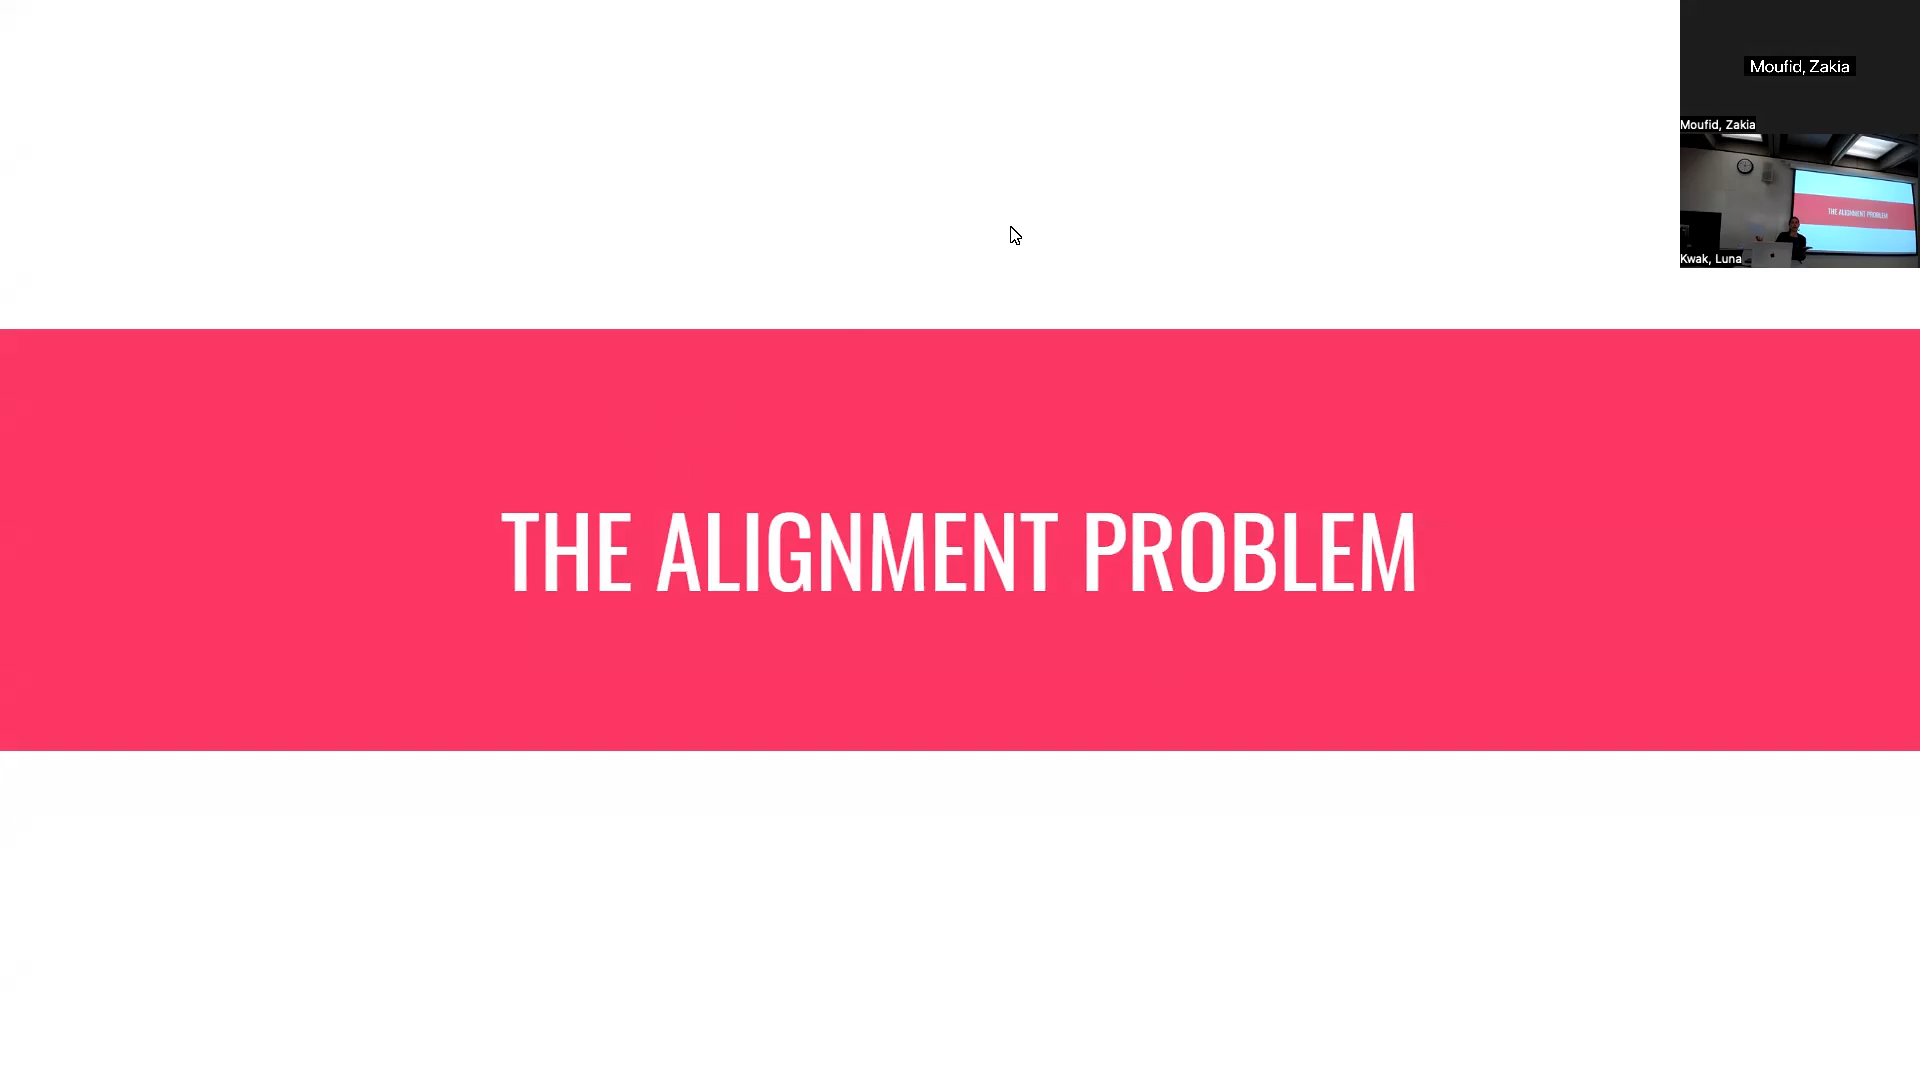 Moufid, Zakia
Moufid, Zakia
THE ALIGNMENT PROBLEM
Kwak, Luna
THE ALIGNMENT PROBLEM